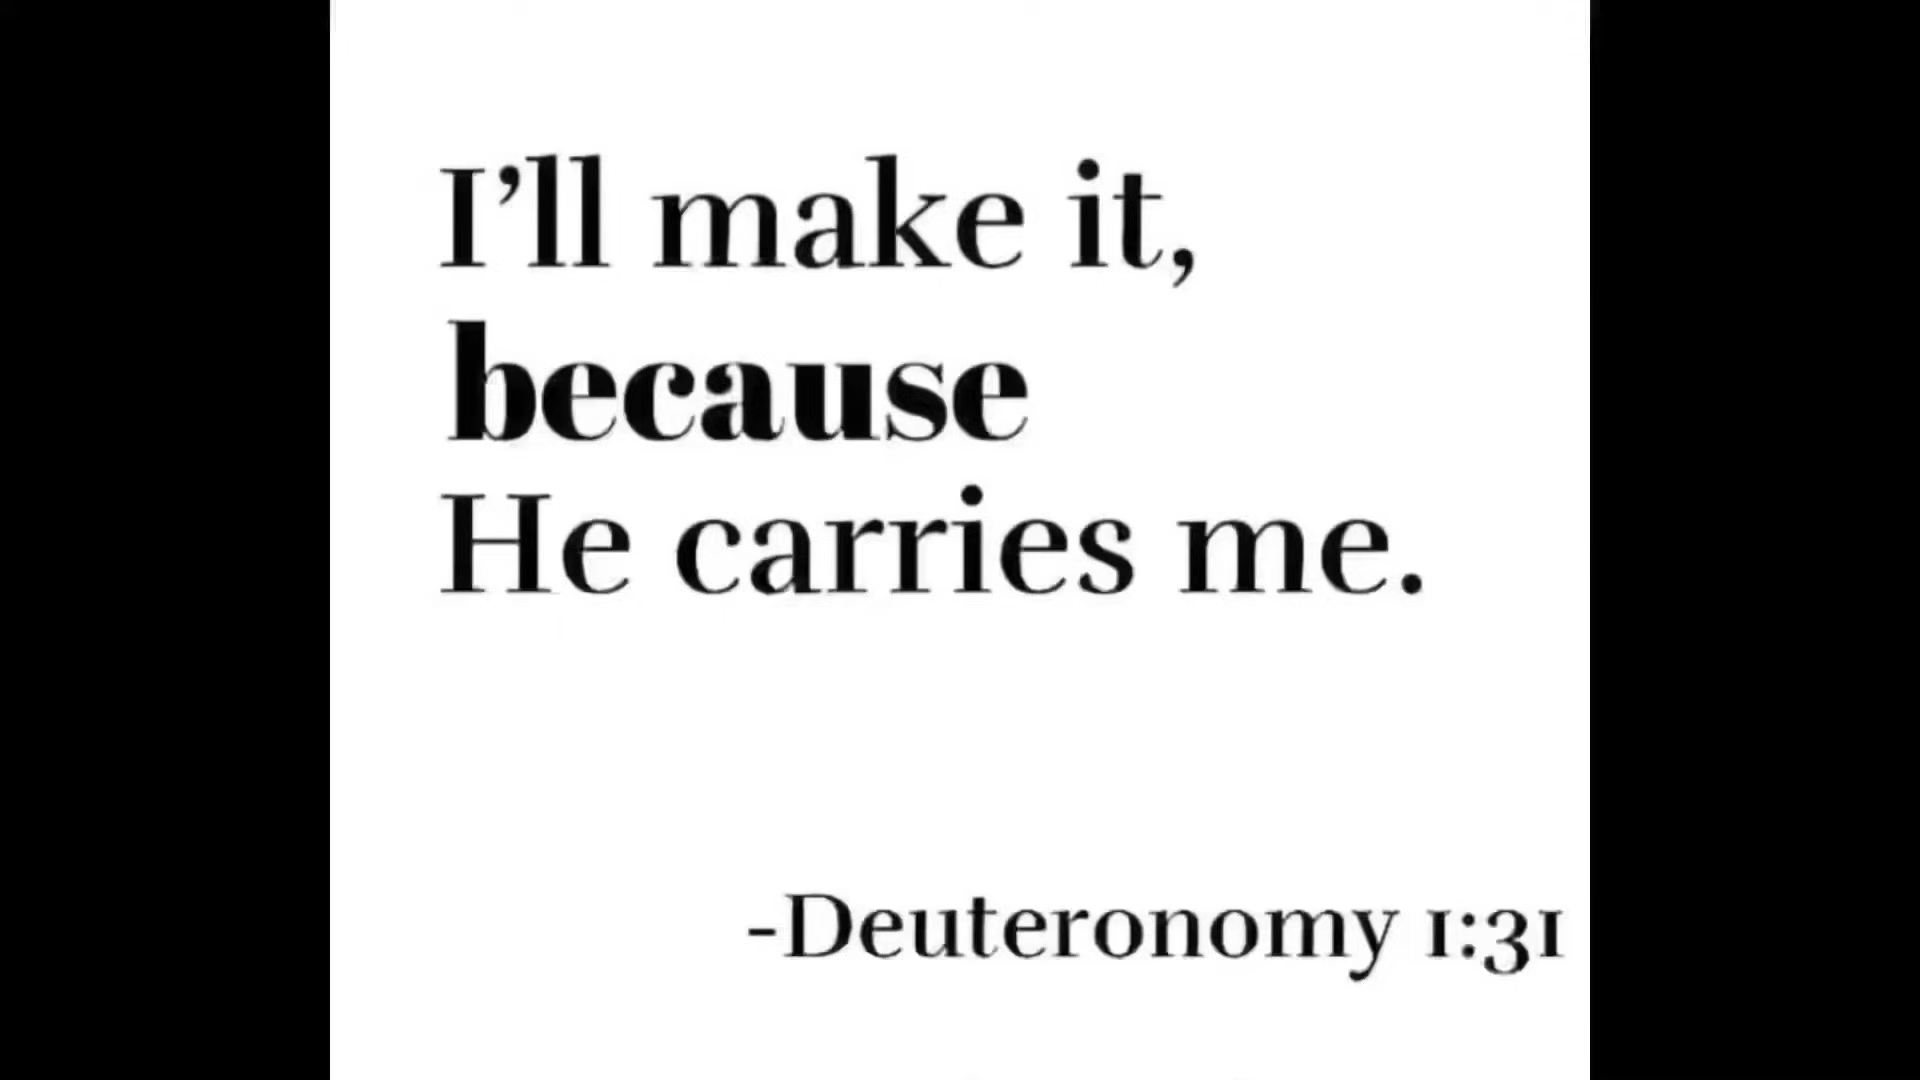 I’ll make it,
because
He carries me.
-Deuteronomy 1:31